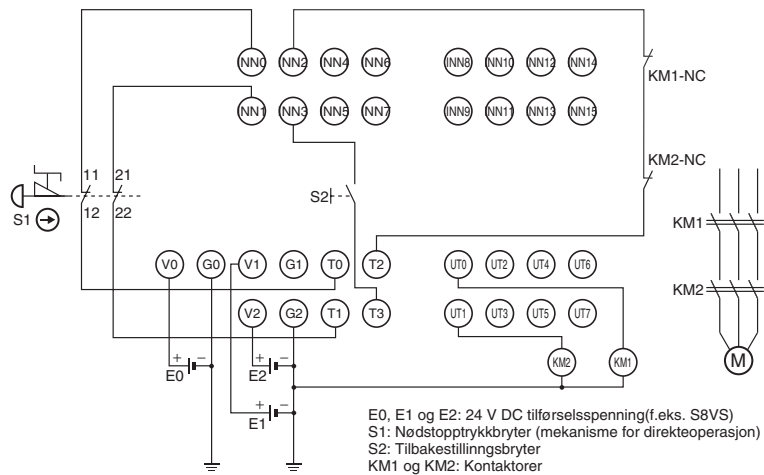 NN0 NN2 NN4 NN6 INN8 NN10 NN12 NN14
KM1-NC
NN1 NN3 NN5 NN7 INN9 NN11 NN13 NN15
KM2-NC
11 21
S2
12 22
S1
KM1
V0 G0 V1 G1 T0 T2 UT0 UT2 UT4 UT6
KM2
V2 G2 T1 T3 UT1 UT3 UT5 UT7
M
+ − + −
E0 E2
KM2 KM1
+ −
E1
E0, E1 og E2: 24 V DC tilførselsspenning(f.eks. S8VS)
S1: Nødstopptrykkbryter (mekanisme for direkteoperasjon)
S2: Tilbakestillinngsbryter
KM1 og KM2: Kontaktorer